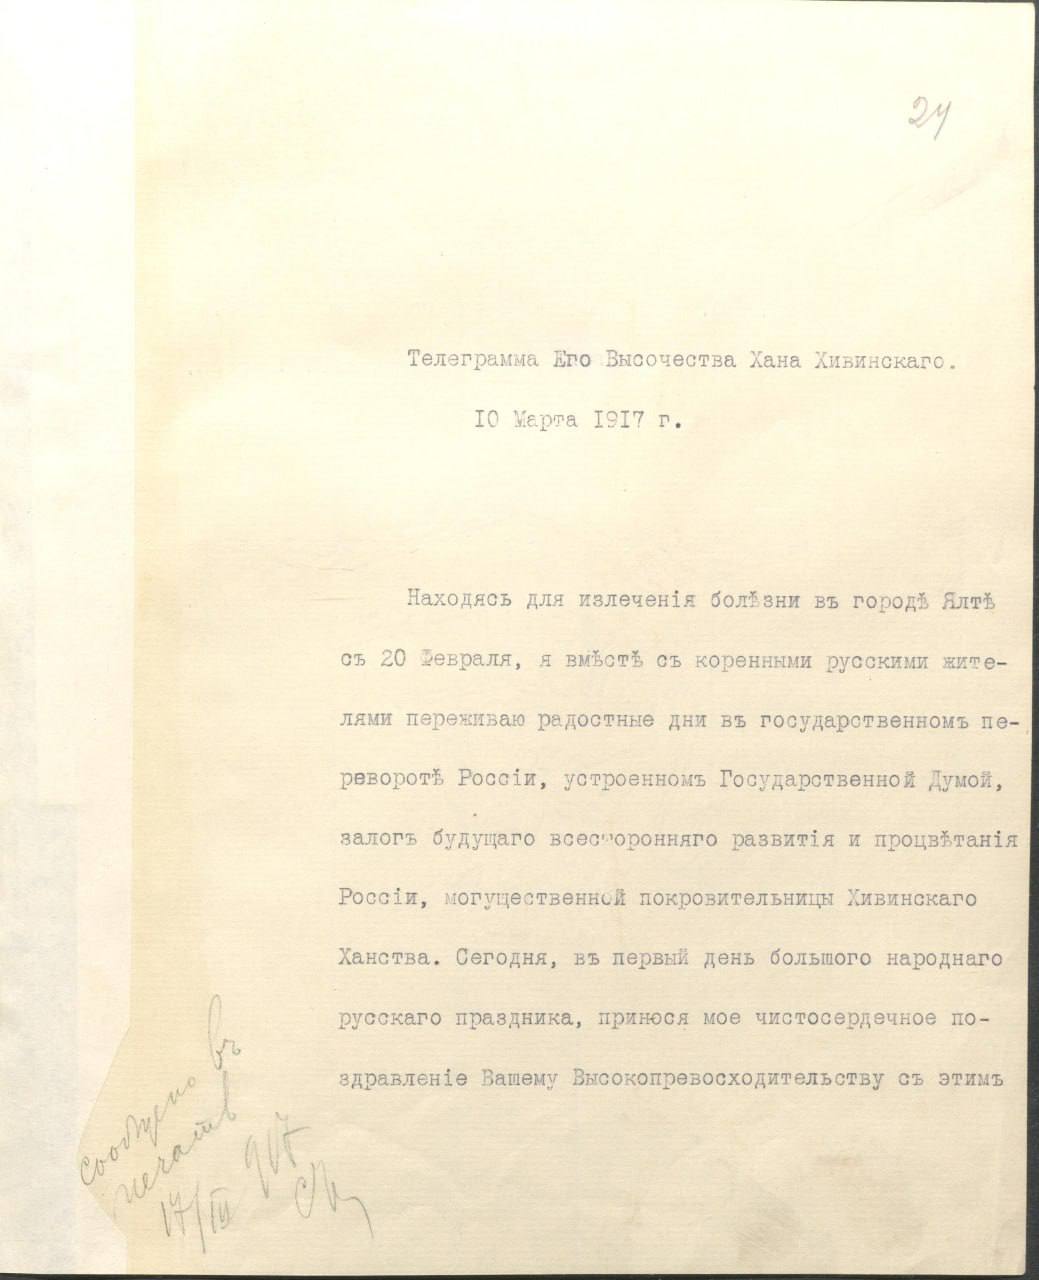 24
Телеграмма Его Высочества Хана Хивинскаго.
10 Марта 1917 г.
Находясь для излеченія болѣзни въ городѣ Ялтѣ
съ 20 Февраля, я вмѣстѣ съ коренными русскими жите-
лями переживаю радостные дни въ государственномъ пе-
реворотѣ Россіи, устроенномъ Государственной Думой,
залогъ будущаго всесторонняго развитія и процвѣтанія
Россіи, могущественной покровительницы Хивинскаго
Ханства. Сегодня, въ первый день большого народнаго
русскаго праздника, принося мое чистосердечное по-
здравленіе Вашему Высокопревосходительству съ этимъ
сообщено въ
печать
17/III